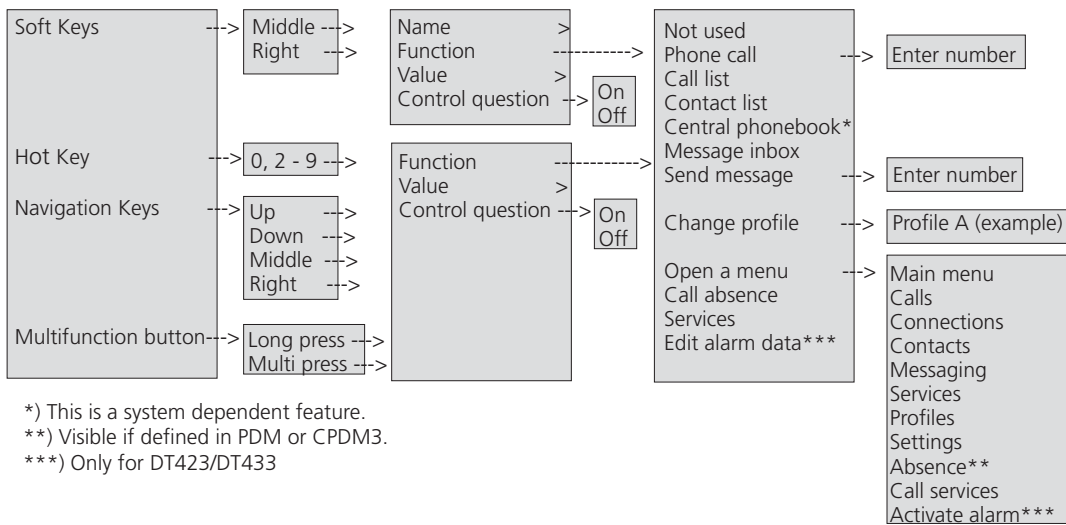 Soft Keys --->
Middle --->
Right --->
Name >
Function ----------->
Value >
Control question -->
On
Off
Not used
Phone call --->
Call list
Contact list
Central phonebook*
Message inbox
Send message --->
Change profile --->
Open a menu --->
Call absence
Services
Edit alarm data***
Enter number
Enter number
Profile A (example)
Main menu
Calls
Connections
Contacts
Messaging
Services
Profiles
Settings
Absence**
Call services
Activate alarm***
Hot Key --->
0, 2 - 9 --->
Function ------------>
Value >
Control question --->
On
Off
Navigation Keys --->
Up --->
Down --->
Middle --->
Right --->
Multifunction button--->
Long press --->
Multi press --->
*) This is a system dependent feature.
**) Visible if defined in PDM or CPDM3.
***) Only for DT423/DT433